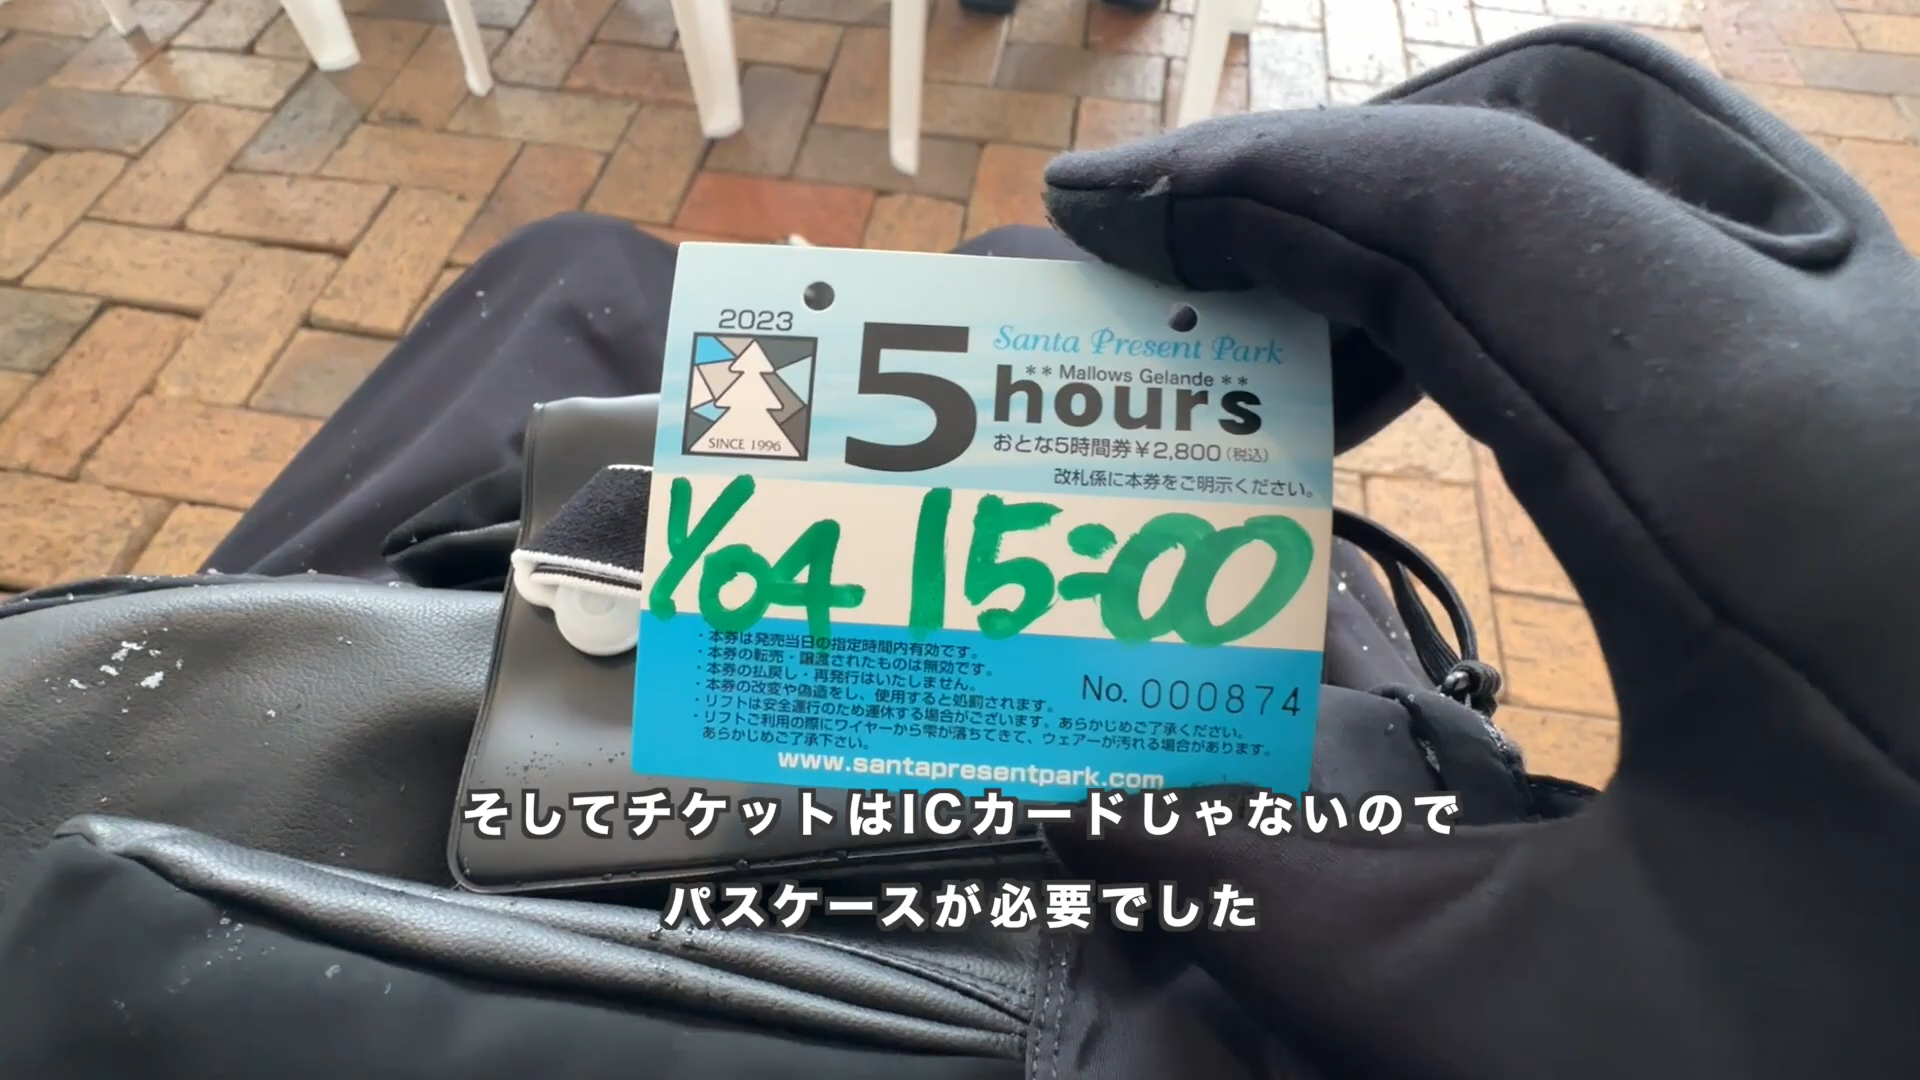 2023
SINCE 1996
5 hours
Santa Present Park
** Mallows Gelande **
おとな5時間券￥2,800（税込）
改札係に本券をご明示ください。
1/04 15:00
・本券は発売当日の指定時間内有効です。
・本券の転売・譲渡されたものは無効です。
・本券の払戻し・再発行はいたしません。
・本券の改変や偽造をし、使用すると処罰されます。
・リフトは安全運行のため運休する場合がございます。あらかじめご了承ください。
・リフトご利用の際にワイヤーから雫が落ちてきて、ウェアーが汚れる場合があります。
あらかじめご了承下さい。
No. 000874
www.santapresentpark.com
そしてチケットはICカードじゃないので
パスケースが必要でした